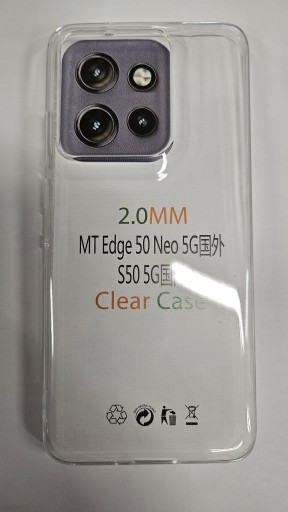 2.0MM
MT Edge 50 Neo 5G国外
S50 5G国
Clear Case